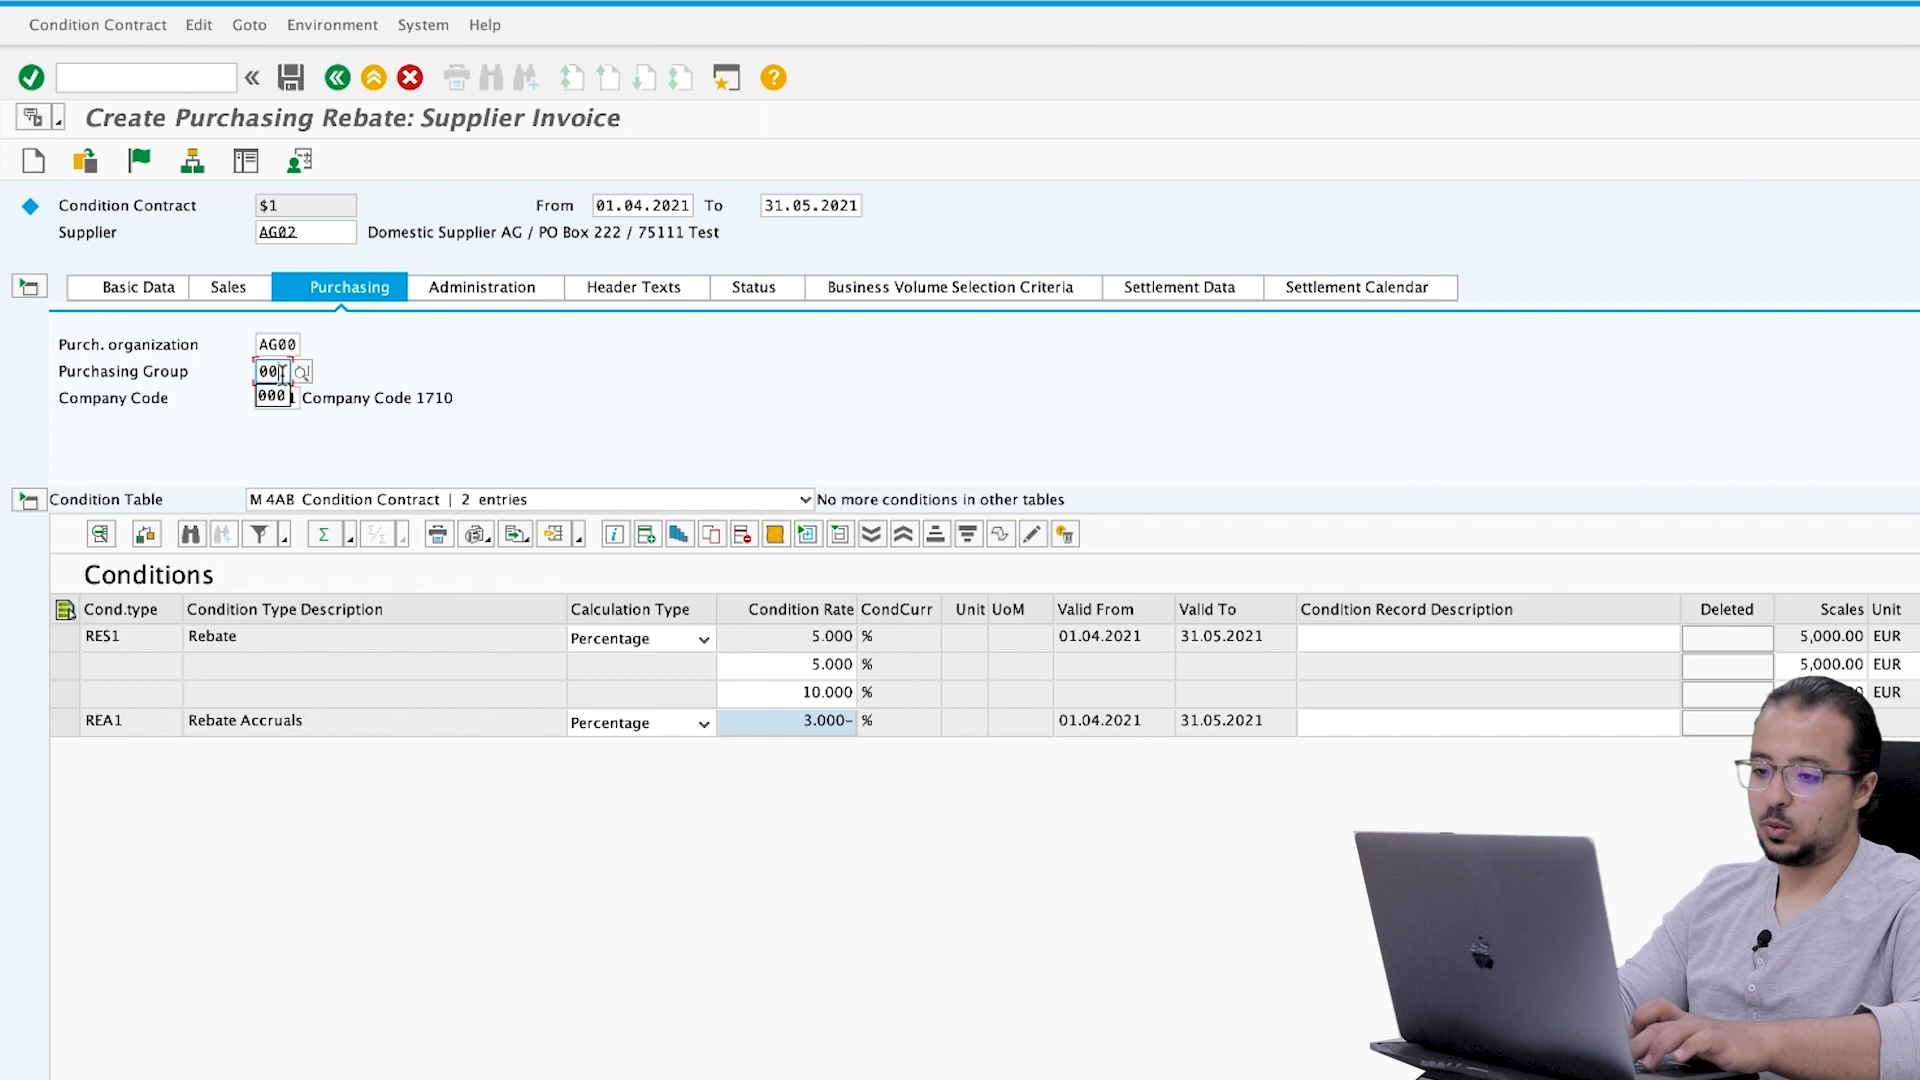 Condition Contract Edit Goto Environment System Help
Create Purchasing Rebate: Supplier Invoice
Condition Contract $1 From 01.04.2021 To 31.05.2021
Supplier AG02 Domestic Supplier AG / PO Box 222 / 75111 Test
Basic Data Sales Purchasing Administration Header Texts Status Business Volume Selection Criteria Settlement Data Settlement Calendar
Purch. organization AG00
Purchasing Group 00
Company Code 000 Company Code 1710
Condition Table M 4AB Condition Contract | 2 entries No more conditions in other tables
Conditions
Cond.type Condition Type Description Calculation Type Condition Rate CondCurr Unit UoM Valid From Valid To Condition Record Description Deleted Scales Unit
RES1 Rebate Percentage 5.000 % 01.04.2021 31.05.2021 5,000.00 EUR
5.000 % 5,000.00 EUR
10.000 % EUR
REA1 Rebate Accruals Percentage 3.000- % 01.04.2021 31.05.2021